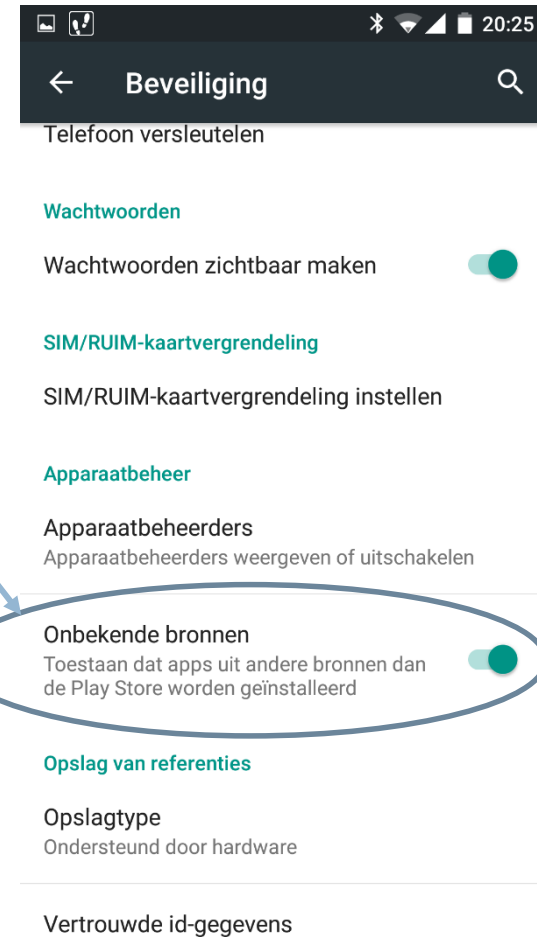 20:25
Beveiliging
Telefoon versleutelen
Wachtwoorden
Wachtwoorden zichtbaar maken
SIM/RUIM-kaartvergrendeling
SIM/RUIM-kaartvergrendeling instellen
Apparaatbeheer
Apparaatbeheerders
Apparaatbeheerders weergeven of uitschakelen
Onbekende bronnen
Toestaan dat apps uit andere bronnen dan
de Play Store worden geïnstalleerd
Opslag van referenties
Opslagtype
Ondersteund door hardware
Vertrouwde id-gegevens